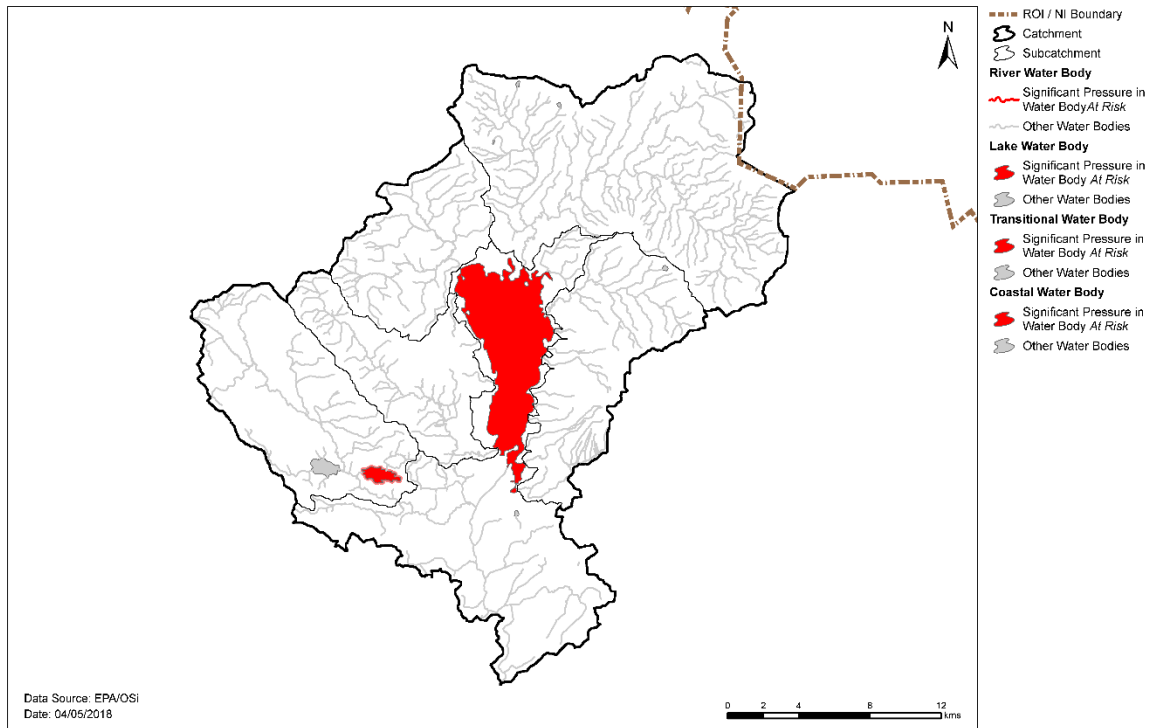 N
ROI / NI Boundary
Catchment
Subcatchment
River Water Body
Significant Pressure in
Water BodyAt Risk
Other Water Bodies
Lake Water Body
Significant Pressure in
Water Body At Risk
Other Water Bodies
Transitional Water Body
Significant Pressure in
Water Body At Risk
Other Water Bodies
Coastal Water Body
Significant Pressure in
Water Body At Risk
Other Water Bodies
Data Source: EPA/OSi
Date: 04/05/2018
0 2 4 8 12
kms